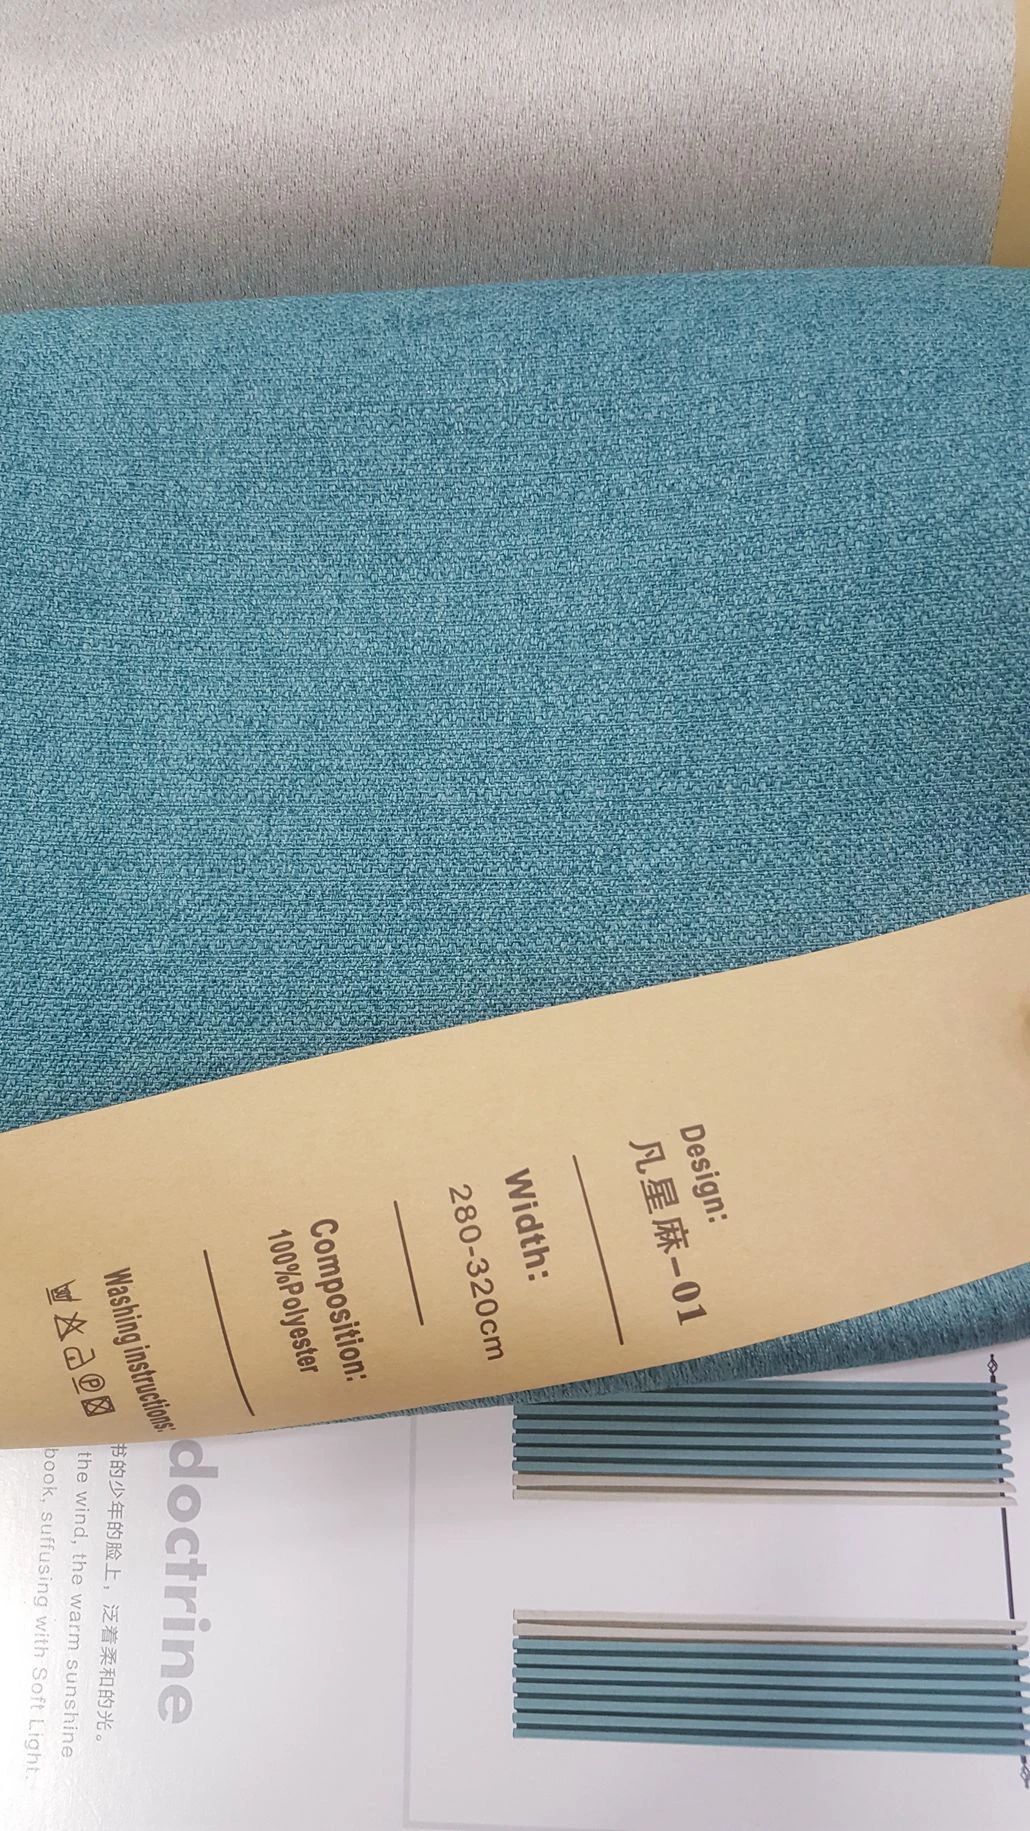 Design:
凡星麻-01
Width:
280-320cm
Composition:
100%Polyester
Washing instructions:
P
doctrine
书的少年的脸上，泛着柔和的光。
the wind, the warm sunshine
book, suffusing with Soft Light.